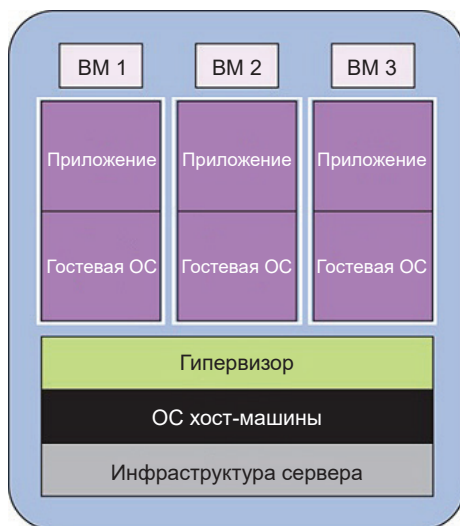 ВМ 1 ВМ 2 ВМ 3
Приложение Приложение Приложение
Гостевая ОС Гостевая ОС Гостевая ОС
Гипервизор
ОС хост-машины
Инфраструктура сервера